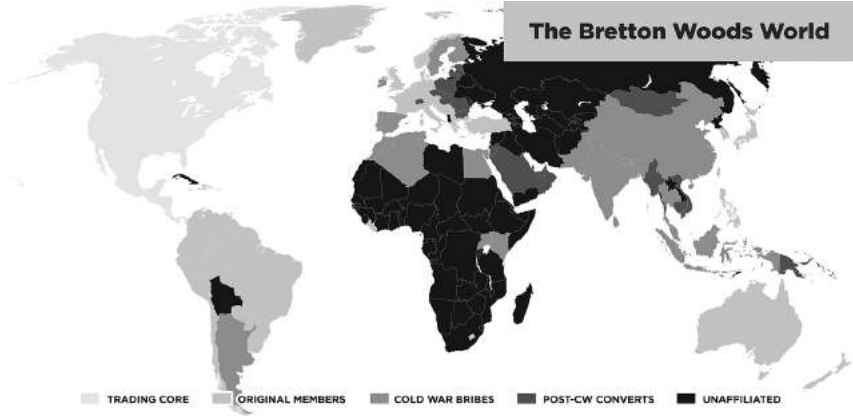 The Bretton Woods World
TRADING CORE
ORIGINAL MEMBERS
COLD WAR BRIBES
POST-CW CONVERTS
UNAFFILIATED